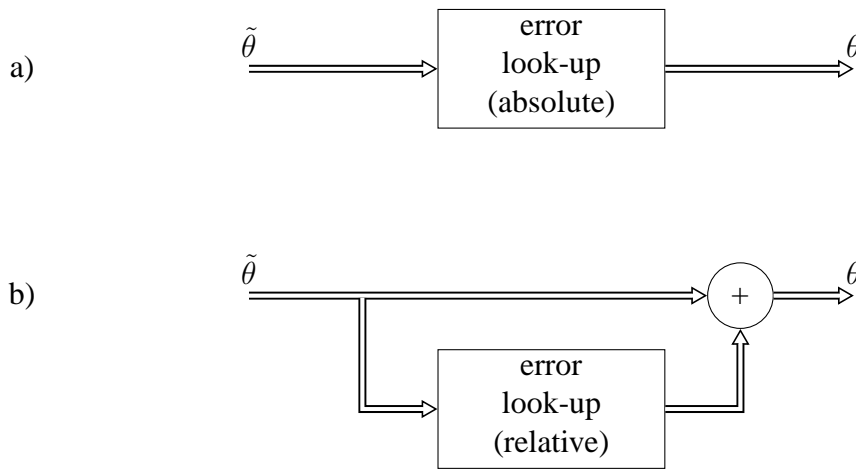 a)
θ̃
error
look-up
(absolute)
θ
b)
θ̃
+
θ
error
look-up
(relative)